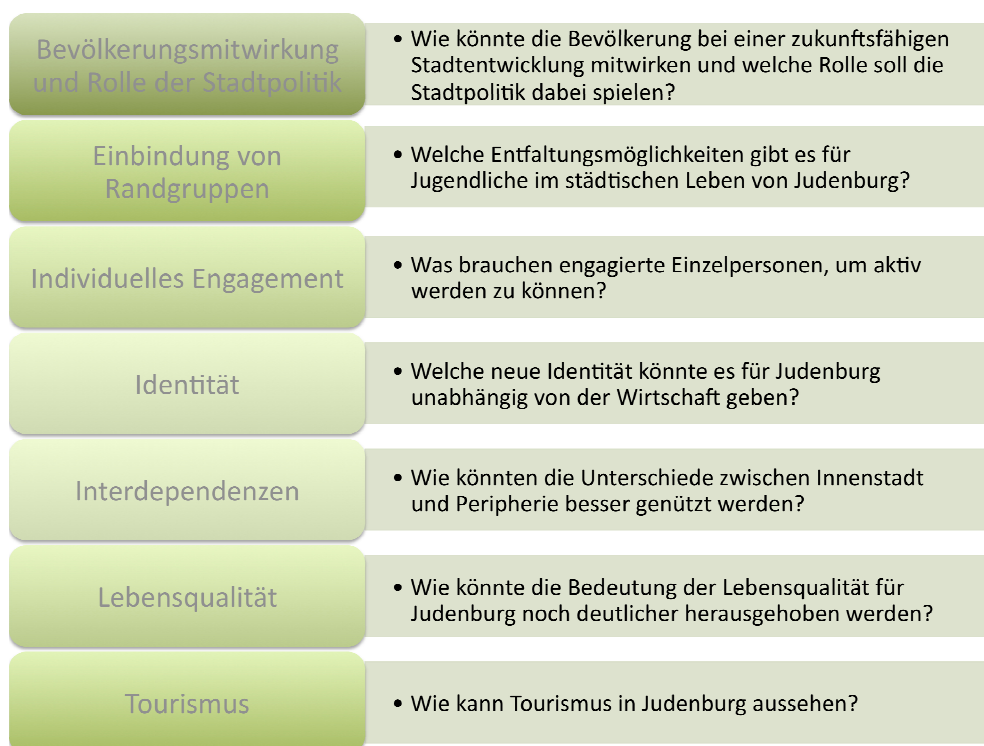 Bevölkerungsmitwirkung
und Rolle der Stadtpolitik
• Wie könnte die Bevölkerung bei einer zukunftsfähigen
Stadtentwicklung mitwirken und welche Rolle soll die
Stadtpolitik dabei spielen?
Einbindung von
Randgruppen
• Welche Entfaltungsmöglichkeiten gibt es für
Jugendliche im städtischen Leben von Judenburg?
Individuelles Engagement
• Was brauchen engagierte Einzelpersonen, um aktiv
werden zu können?
Identität
• Welche neue Identität könnte es für Judenburg
unabhängig von der Wirtschaft geben?
Interdependenzen
• Wie könnten die Unterschiede zwischen Innenstadt
und Peripherie besser genützt werden?
Lebensqualität
• Wie könnte die Bedeutung der Lebensqualität für
Judenburg noch deutlicher herausgehoben werden?
Tourismus
• Wie kann Tourismus in Judenburg aussehen?